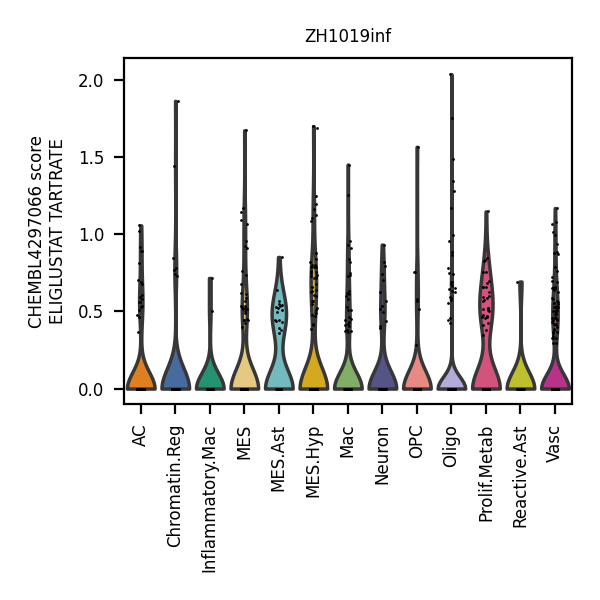 ZH1019inf
CHEMBL4297066 score
ELIGLUSTAT TARTRATE
2.0
1.5
1.0
0.5
0.0
AC
Chromatin.Reg
Inflammatory.Mac
MES
MES.Ast
MES.Hyp
Mac
Neuron
OPC
Oligo
Prolif.Metab
Reactive.Ast
Vasc